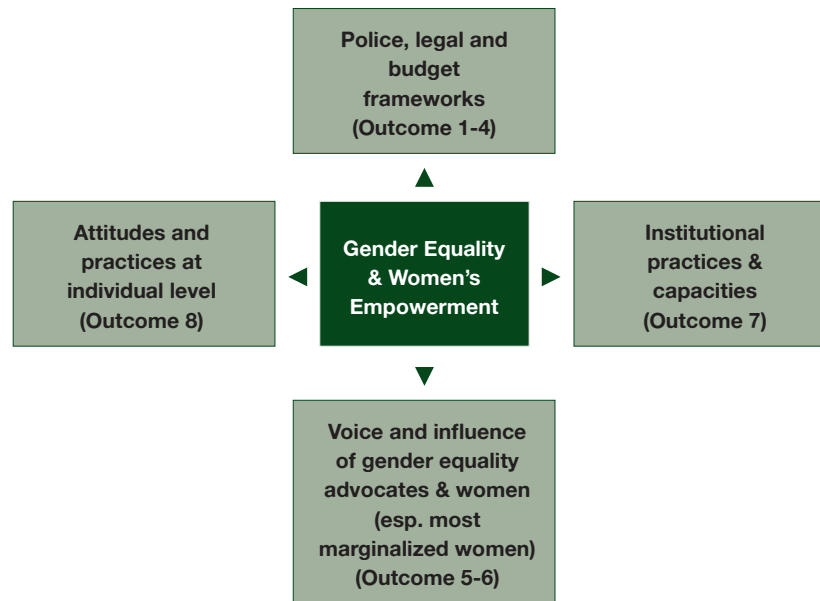 Police, legal and
budget
frameworks
(Outcome 1-4)
Attitudes and
practices at
individual level
(Outcome 8)
Gender Equality
& Women's
Empowerment
Institutional
practices &
capacities
(Outcome 7)
Voice and influence
of gender equality
advocates & women
(esp. most
marginalized women)
(Outcome 5-6)